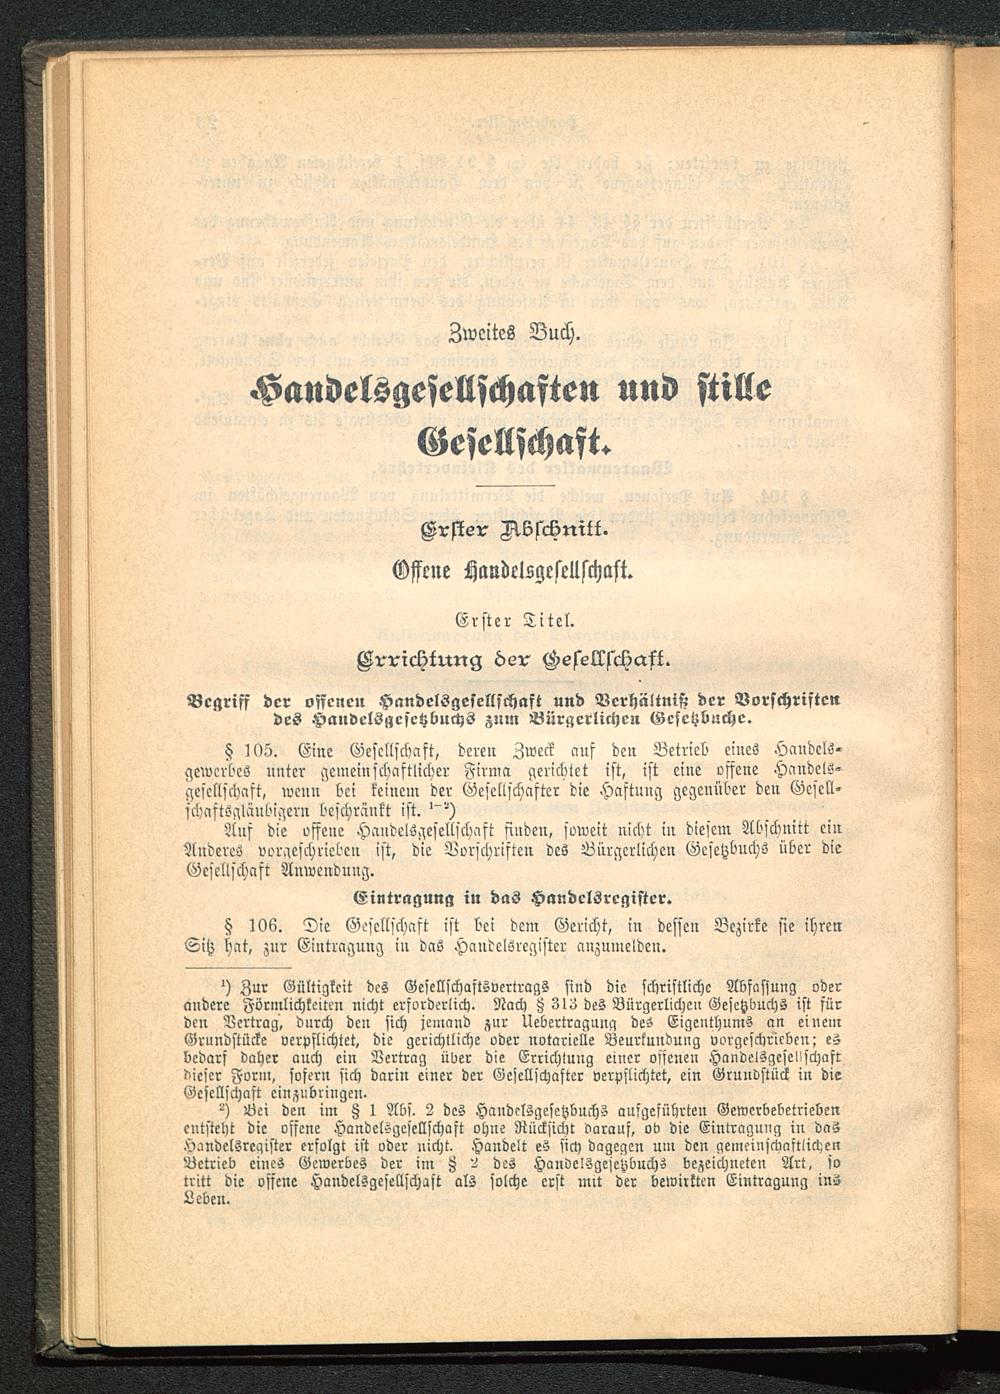 Zweites Buch.
Handelsgesellschaften und stille
Gesellschaft.
Erster Abschnitt.
Offene Handelsgesellschaft.
Erster Titel.
Errichtung der Gesellschaft.
Begriff der offenen Handelsgesellschaft und Verhältniß der Vorschriften
des Handelsgesetzbuchs zum Bürgerlichen Gesetzbuche.
§ 105. Eine Gesellschaft, deren Zweck auf den Betrieb eines Handels-
gewerbes unter gemeinschaftlicher Firma gerichtet ist, ist eine offene Handels-
gesellschaft, wenn bei keinem der Gesellschafter die Haftung gegenüber den Gesell-
schaftsgläubigern beschränkt ist. ¹⁻²)
Auf die offene Handelsgesellschaft finden, soweit nicht in diesem Abschnitt ein
Anderes vorgeschrieben ist, die Vorschriften des Bürgerlichen Gesetzbuchs über die
Gesellschaft Anwendung.
Eintragung in das Handelsregister.
§ 106. Die Gesellschaft ist bei dem Gericht, in dessen Bezirke sie ihren
Sitz hat, zur Eintragung in das Handelsregister anzumelden.
¹) Zur Gültigkeit des Gesellschaftsvertrags sind die schriftliche Abfassung oder
andere Förmlichkeiten nicht erforderlich. Nach § 313 des Bürgerlichen Gesetzbuchs ist für
den Vertrag, durch den sich jemand zur Uebertragung des Eigenthums an einem
Grundstücke verpflichtet, die gerichtliche oder notarielle Beurkundung vorgeschrieben; es
bedarf daher auch ein Vertrag über die Errichtung einer offenen Handelsgesellschaft
dieser Form, sofern sich darin einer der Gesellschafter verpflichtet, ein Grundstück in die
Gesellschaft einzubringen.
²) Bei den im § 1 Abs. 2 des Handelsgesetzbuchs aufgeführten Gewerbebetrieben
entsteht die offene Handelsgesellschaft ohne Rücksicht darauf, ob die Eintragung in das
Handelsregister erfolgt ist oder nicht. Handelt es sich dagegen um den gemeinschaftlichen
Betrieb eines Gewerbes der im § 2 des Handelsgesetzbuchs bezeichneten Art, so
tritt die offene Handelsgesellschaft als solche erst mit der bewirkten Eintragung ins
Leben.